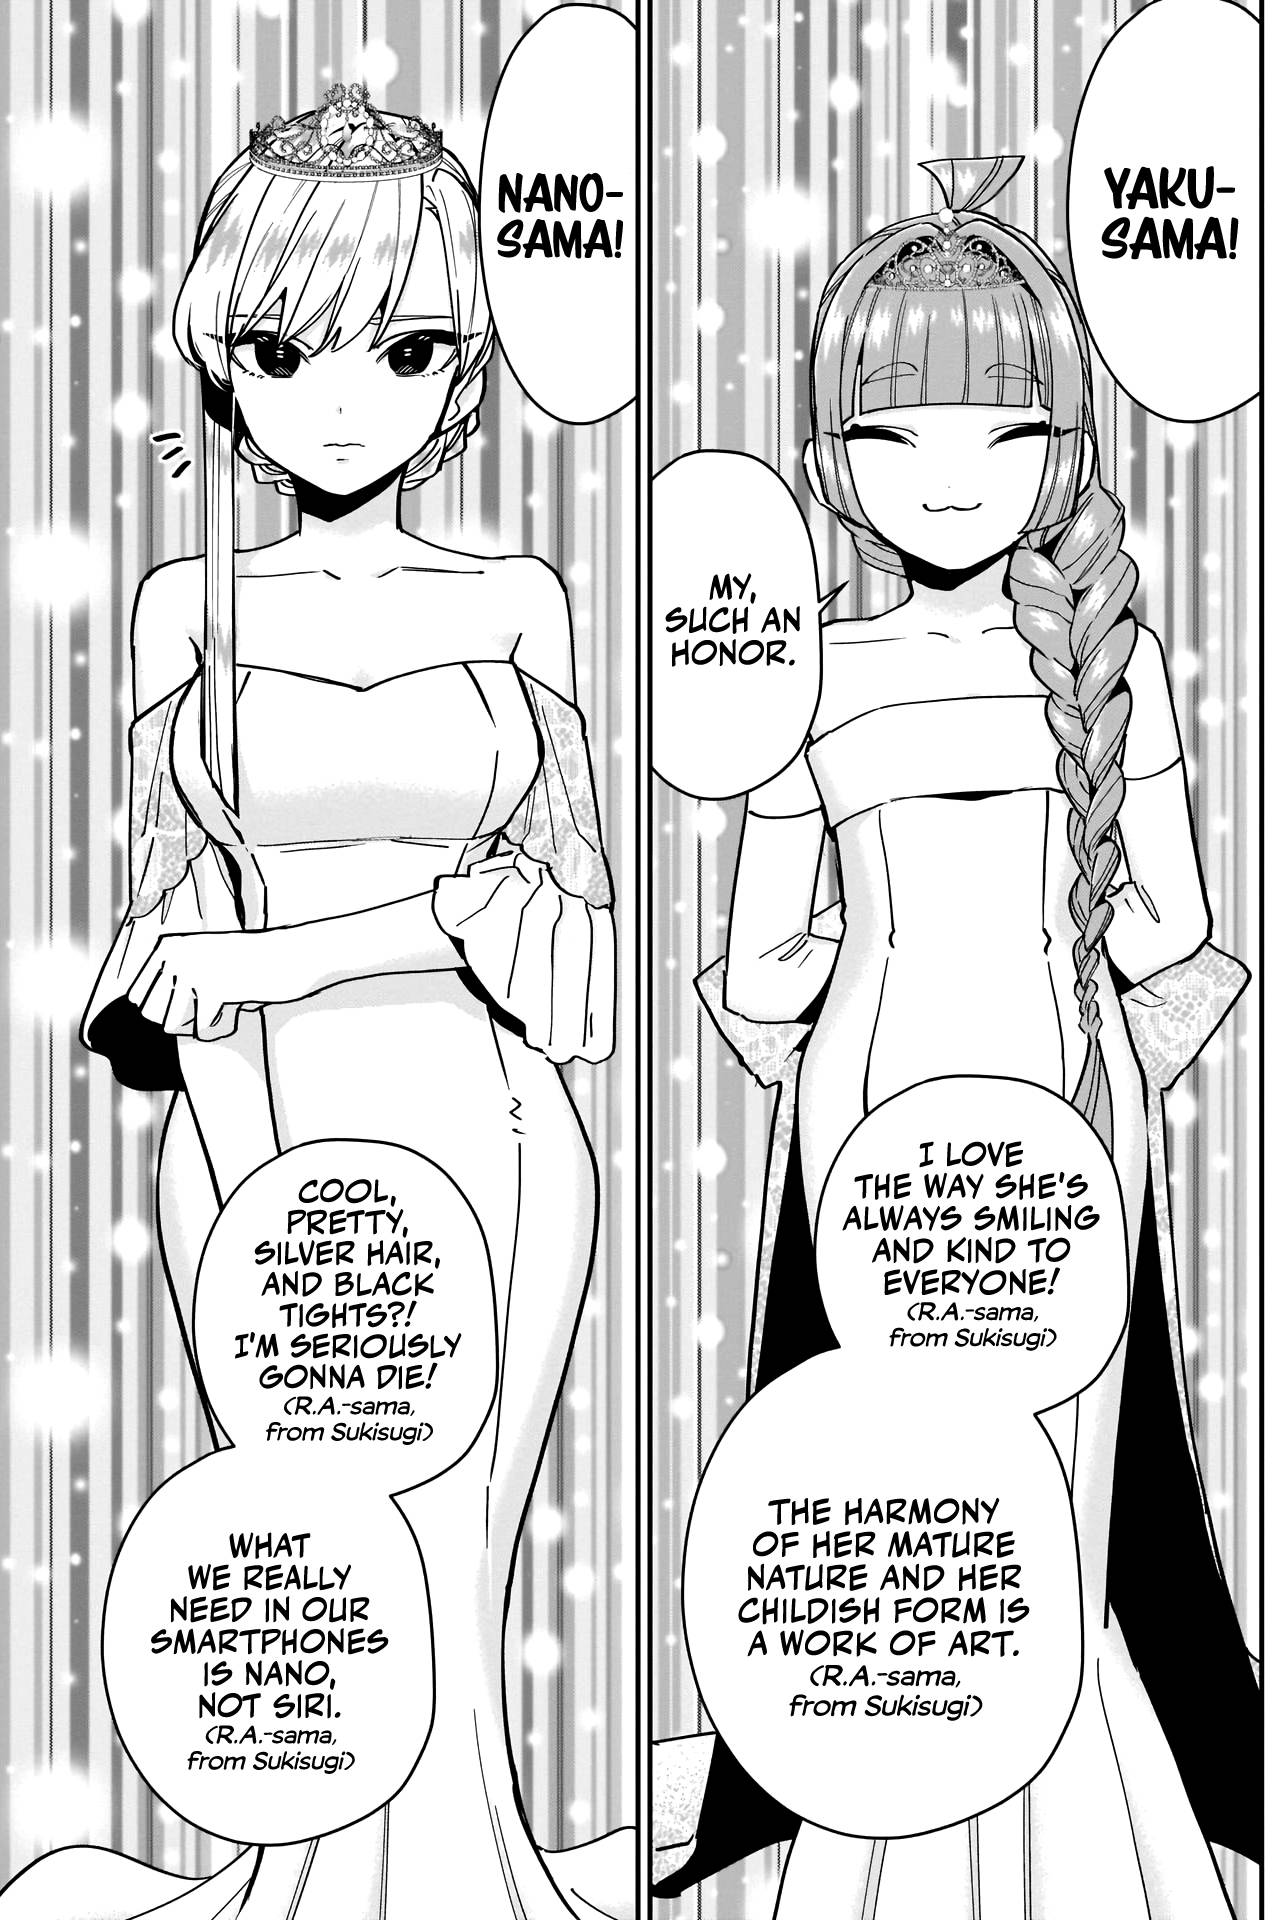 YAKU-
SAMA!
MY,
SUCH AN
HONOR.
I LOVE
THE WAY SHE'S
ALWAYS SMILING
AND KIND TO
EVERYONE!
(R.A.-sama,
from Sukisugi)
THE HARMONY
OF HER MATURE
NATURE AND HER
CHILDISH FORM IS
A WORK OF ART.
(R.A.-sama,
from Sukisugi)
NANO-
SAMA!
COOL,
PRETTY,
SILVER HAIR,
AND BLACK
TIGHTS?!
I'M SERIOUSLY
GONNA DIE!
(R.A.-sama,
from Sukisugi)
WHAT
WE REALLY
NEED IN OUR
SMARTPHONES
IS NANO,
NOT SIRI.
(R.A.-sama,
from Sukisugi)